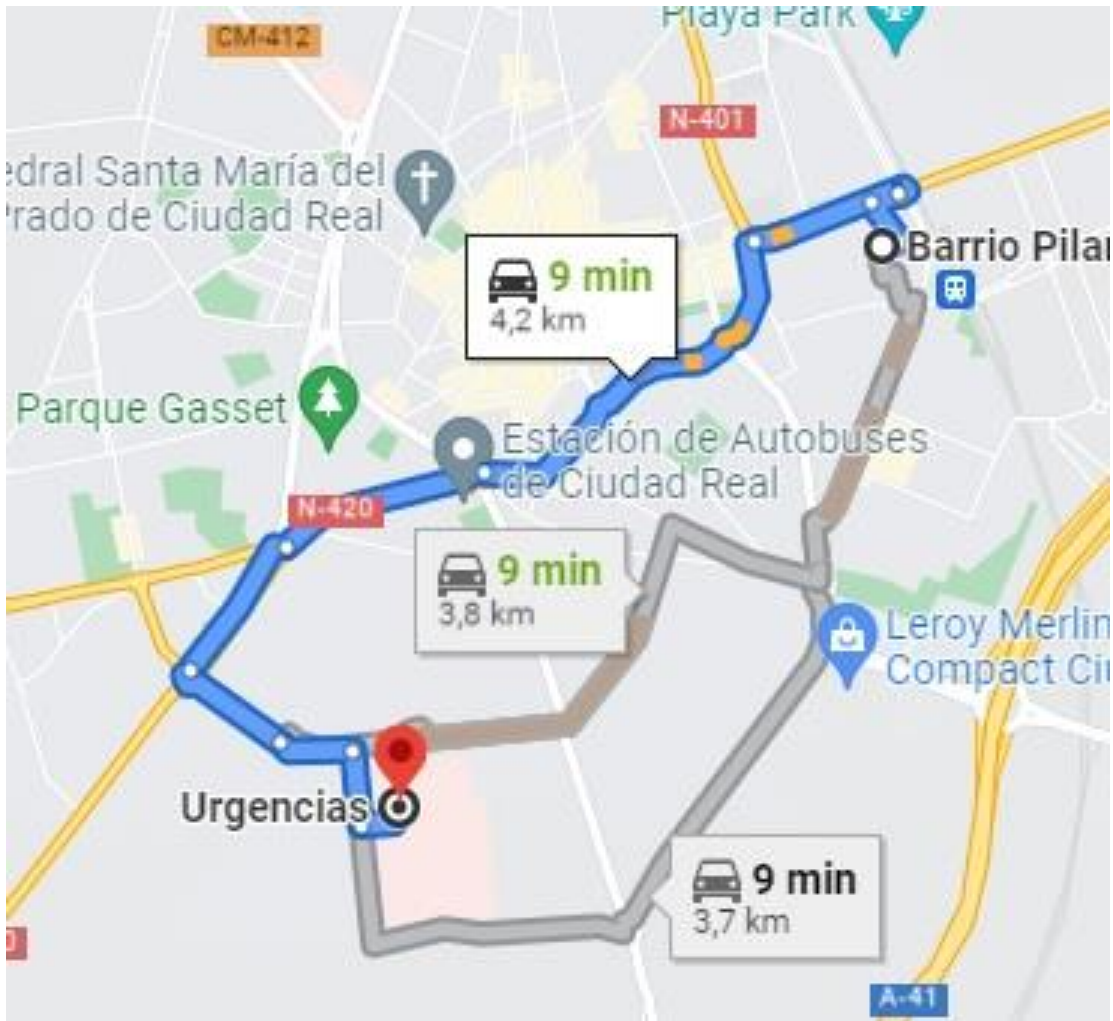 Playa Park
CM-412
N-401
edral Santa María del
Prado de Ciudad Real
Barrio Pilar
9 min
4,2 km
Parque Gasset
Estación de Autobuses
de Ciudad Real
N-420
9 min
3,8 km
Leroy Merlin
Compact Ciu
Urgencias
9 min
3,7 km
0
A-41